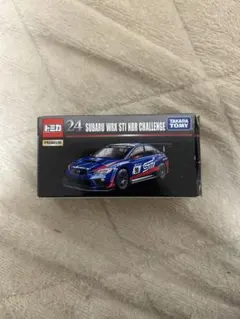 トミカ
PREMIUM
24 SUBARU WRX STI NBR CHALLENGE
TAKARA
TOMY